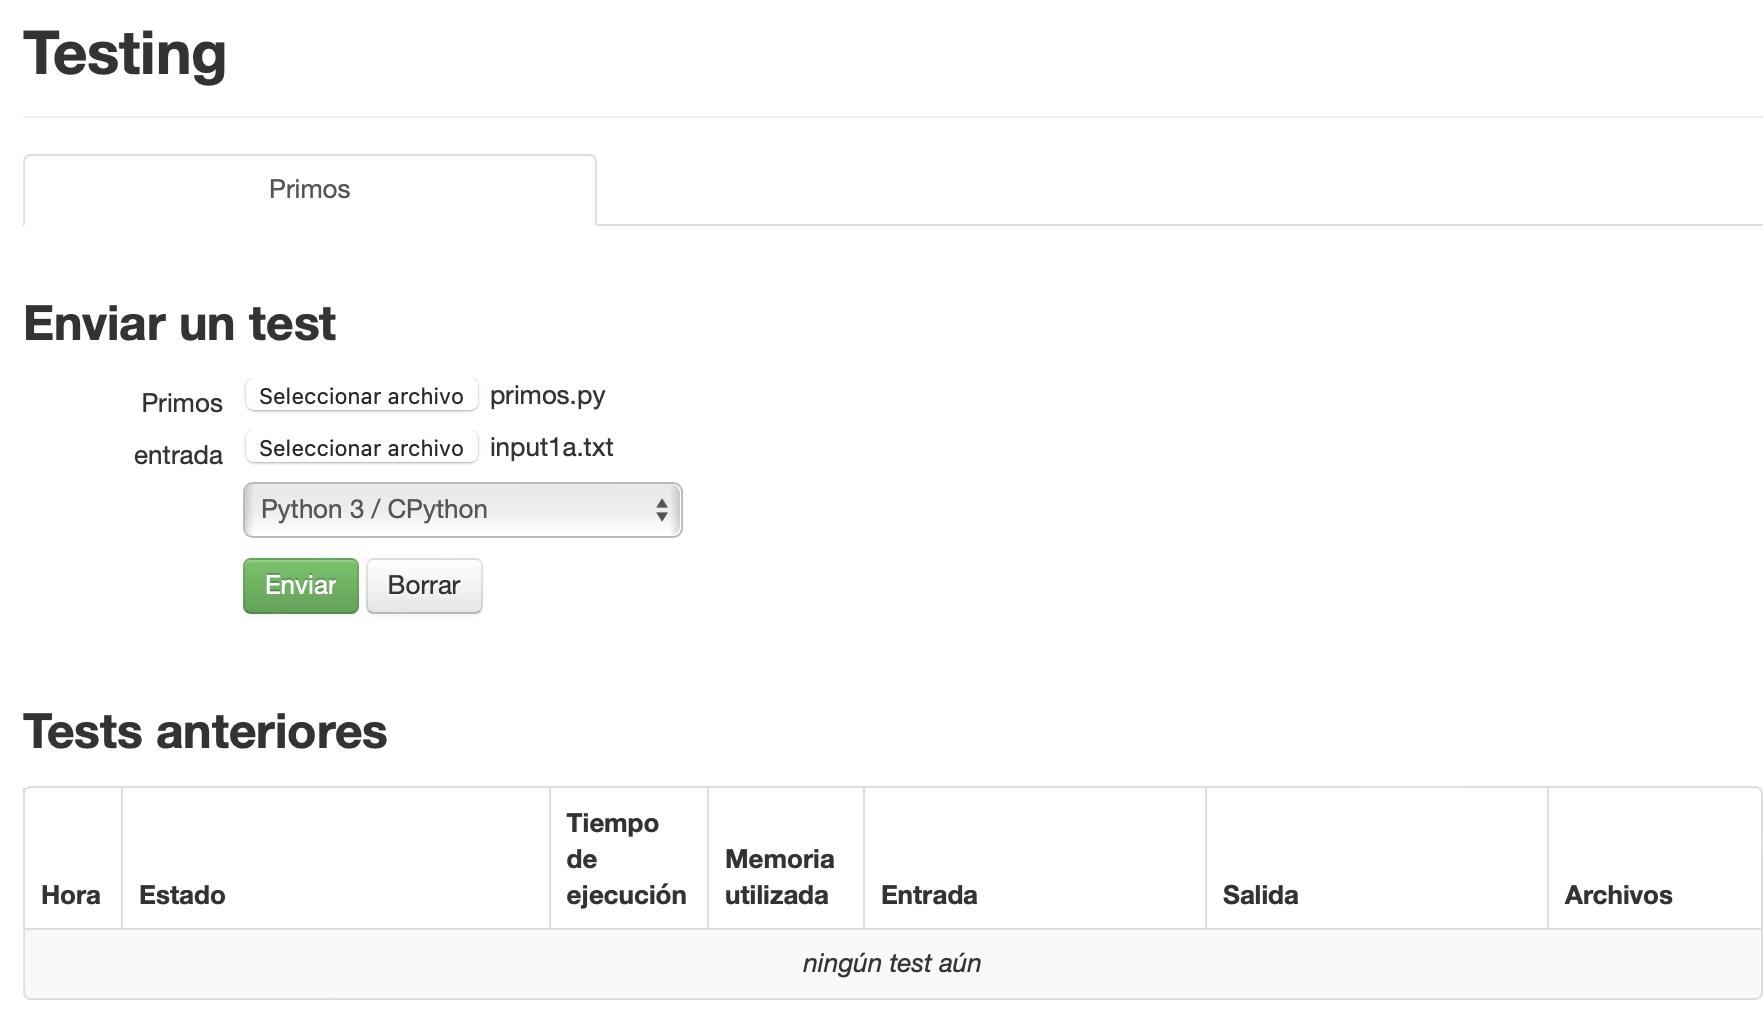 Testing
Primos
Enviar un test
Primos Seleccionar archivo primos.py
entrada Seleccionar archivo input1a.txt
Python 3 / CPython
Enviar Borrar
Tests anteriores
Hora Estado Tiempo de ejecución Memoria utilizada Entrada Salida Archivos
ningún test aún